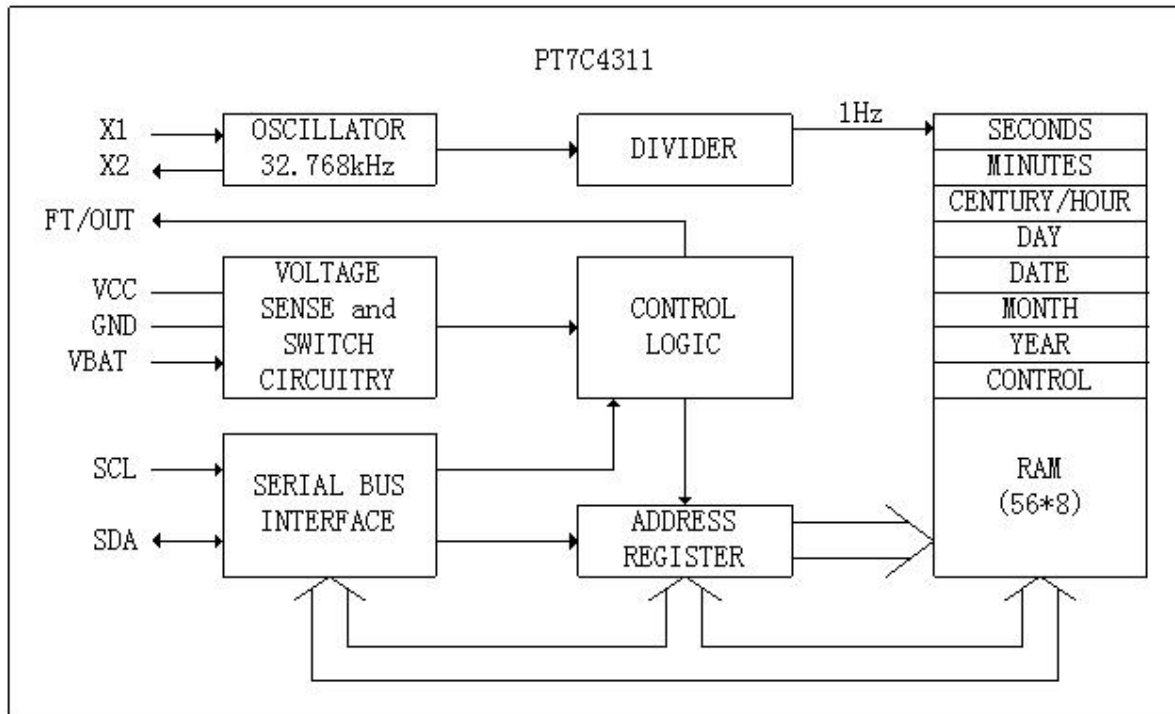 PT7C4311
X1
X2
OSCILLATOR
32.768kHz
DIVIDER
1Hz
FT/OUT
VCC
GND
VBAT
VOLTAGE
SENSE and
SWITCH
CIRCUITRY
CONTROL
LOGIC
SCL
SDA
SERIAL BUS
INTERFACE
ADDRESS
REGISTER
SECONDS
MINUTES
CENTURY/HOUR
DAY
DATE
MONTH
YEAR
CONTROL
RAM
(56*8)